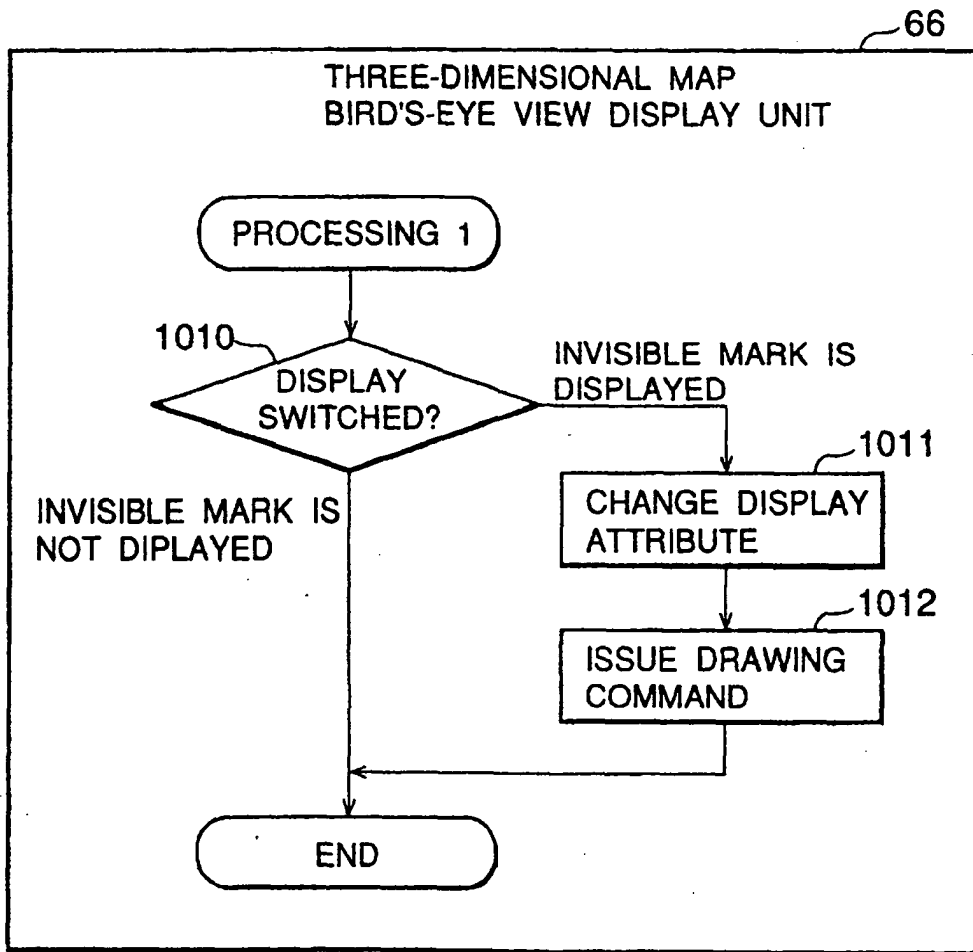 66
THREE-DIMENSIONAL MAP
BIRD'S-EYE VIEW DISPLAY UNIT
PROCESSING 1
1010
DISPLAY
SWITCHED?
INVISIBLE MARK IS
DISPLAYED
1011
CHANGE DISPLAY
ATTRIBUTE
INVISIBLE MARK IS
NOT DIPLAYED
1012
ISSUE DRAWING
COMMAND
END